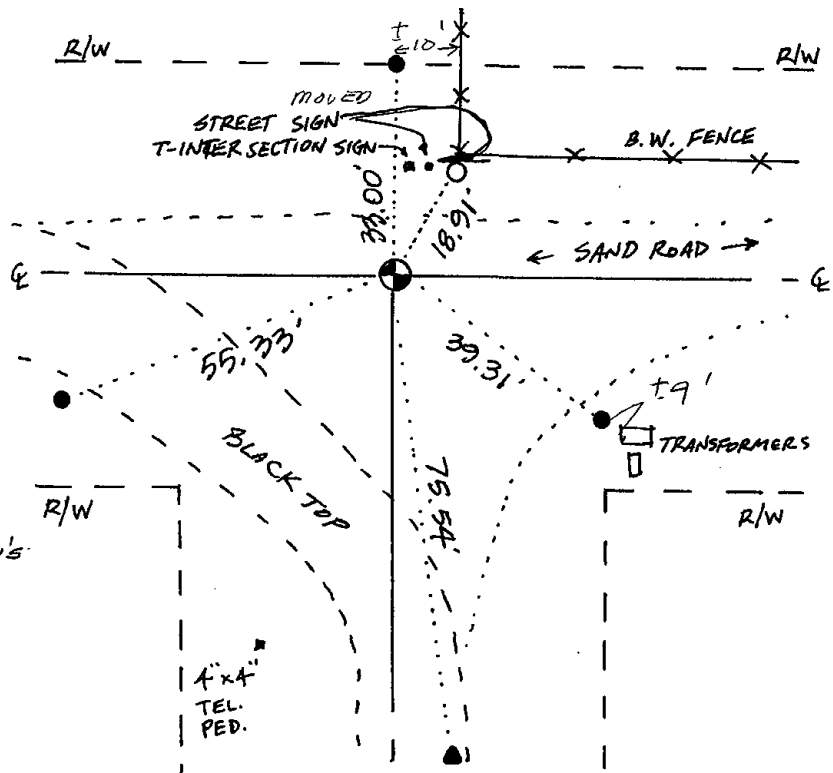 ± '
←10'→
R/W
R/W
MOVED
STREET SIGN
T-INTERSECTION SIGN
B.W. FENCE
33.00'
18.91'
← SAND ROAD →
℄
℄
55.33'
39.31'
±9'
TRANSFORMERS
BLACK TOP
75.54'
R/W
R/W
4"x4"
TEL.
PED.